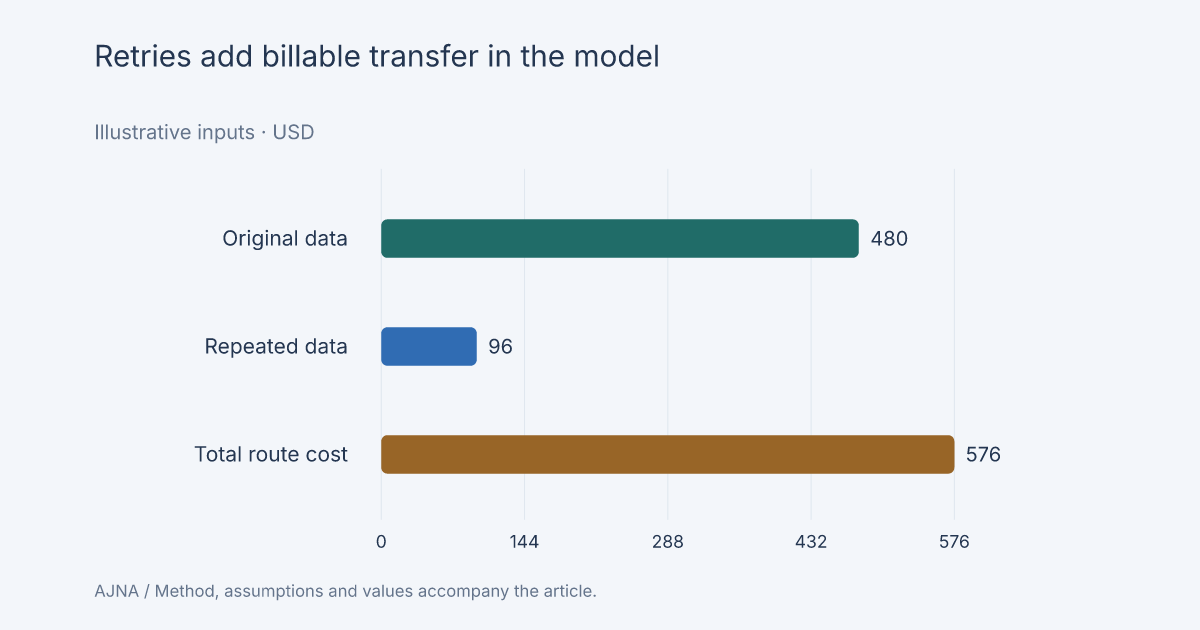 Retries add billable transfer in the model
Illustrative inputs · USD
Original data 480
Repeated data 96
Total route cost 576
0 144 288 432 576
AJNA / Method, assumptions and values accompany the article.